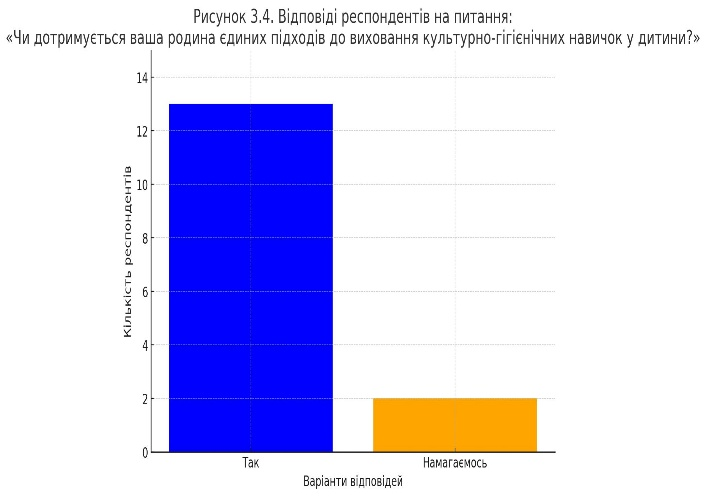 Рисунок 3.4. Відповіді респондентів на питання:
«Чи дотримується ваша родина єдиних підходів до виховання культурно-гігієнічних навичок у дитини?»
14
12
10
8
6
4
2
0
Кількість респондентів
Так
Намагаємось
Варіанти відповідей